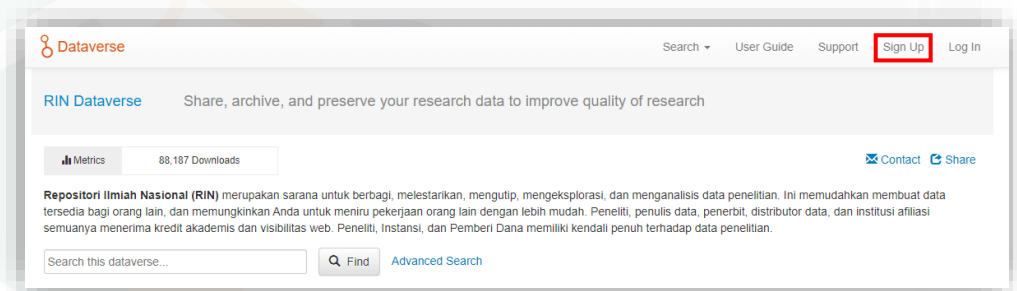 Dataverse
Search User Guide Support Sign Up Log In
RIN Dataverse Share, archive, and preserve your research data to improve quality of research
Metrics 88,187 Downloads Contact Share
Repositori Ilmiah Nasional (RIN) merupakan sarana untuk berbagi, melestarikan, mengutip, mengeksplorasi, dan menganalisis data penelitian. Ini memudahkan membuat data
tersedia bagi orang lain, dan memungkinkan Anda untuk meniru pekerjaan orang lain dengan lebih mudah. Peneliti, penulis data, penerbit, distributor data, dan institusi afiliasi
semuanya menerima kredit akademis dan visibilitas web. Peneliti, Instansi, dan Pemberi Dana memiliki kendali penuh terhadap data penelitian.
Search this dataverse... Find Advanced Search